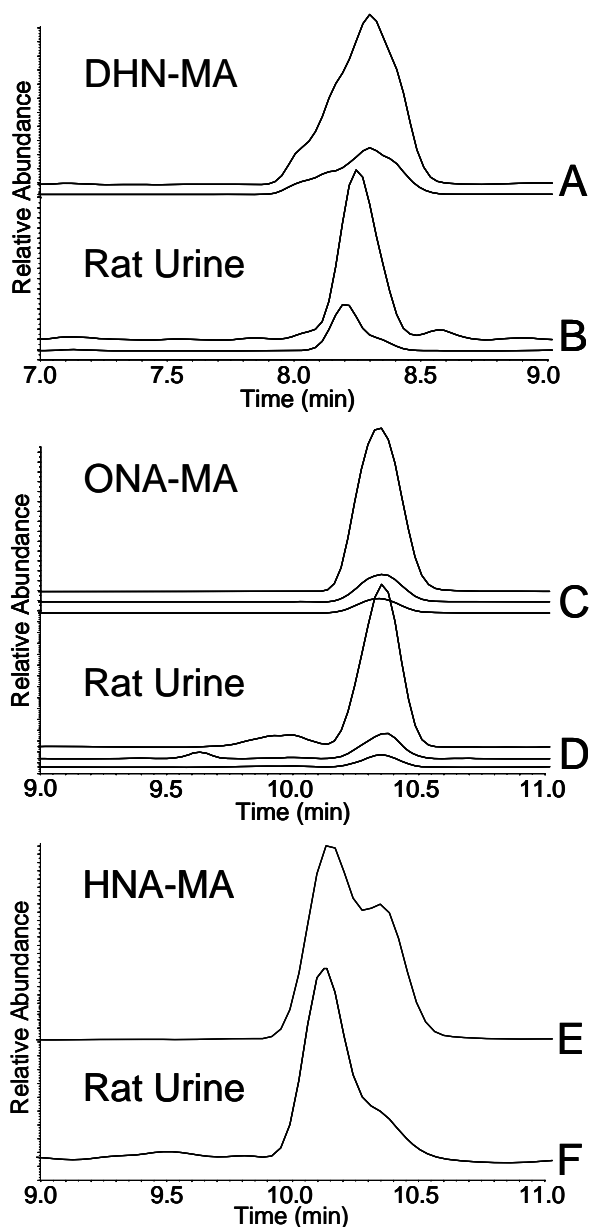 DHN-MA
Relative Abundance
A
Rat Urine
B
7.0 7.5 8.0 8.5 9.0
Time (min)
ONA-MA
Relative Abundance
C
Rat Urine
D
9.0 9.5 10.0 10.5 11.0
Time (min)
HNA-MA
Relative Abundance
E
Rat Urine
F
9.0 9.5 10.0 10.5 11.0
Time (min)